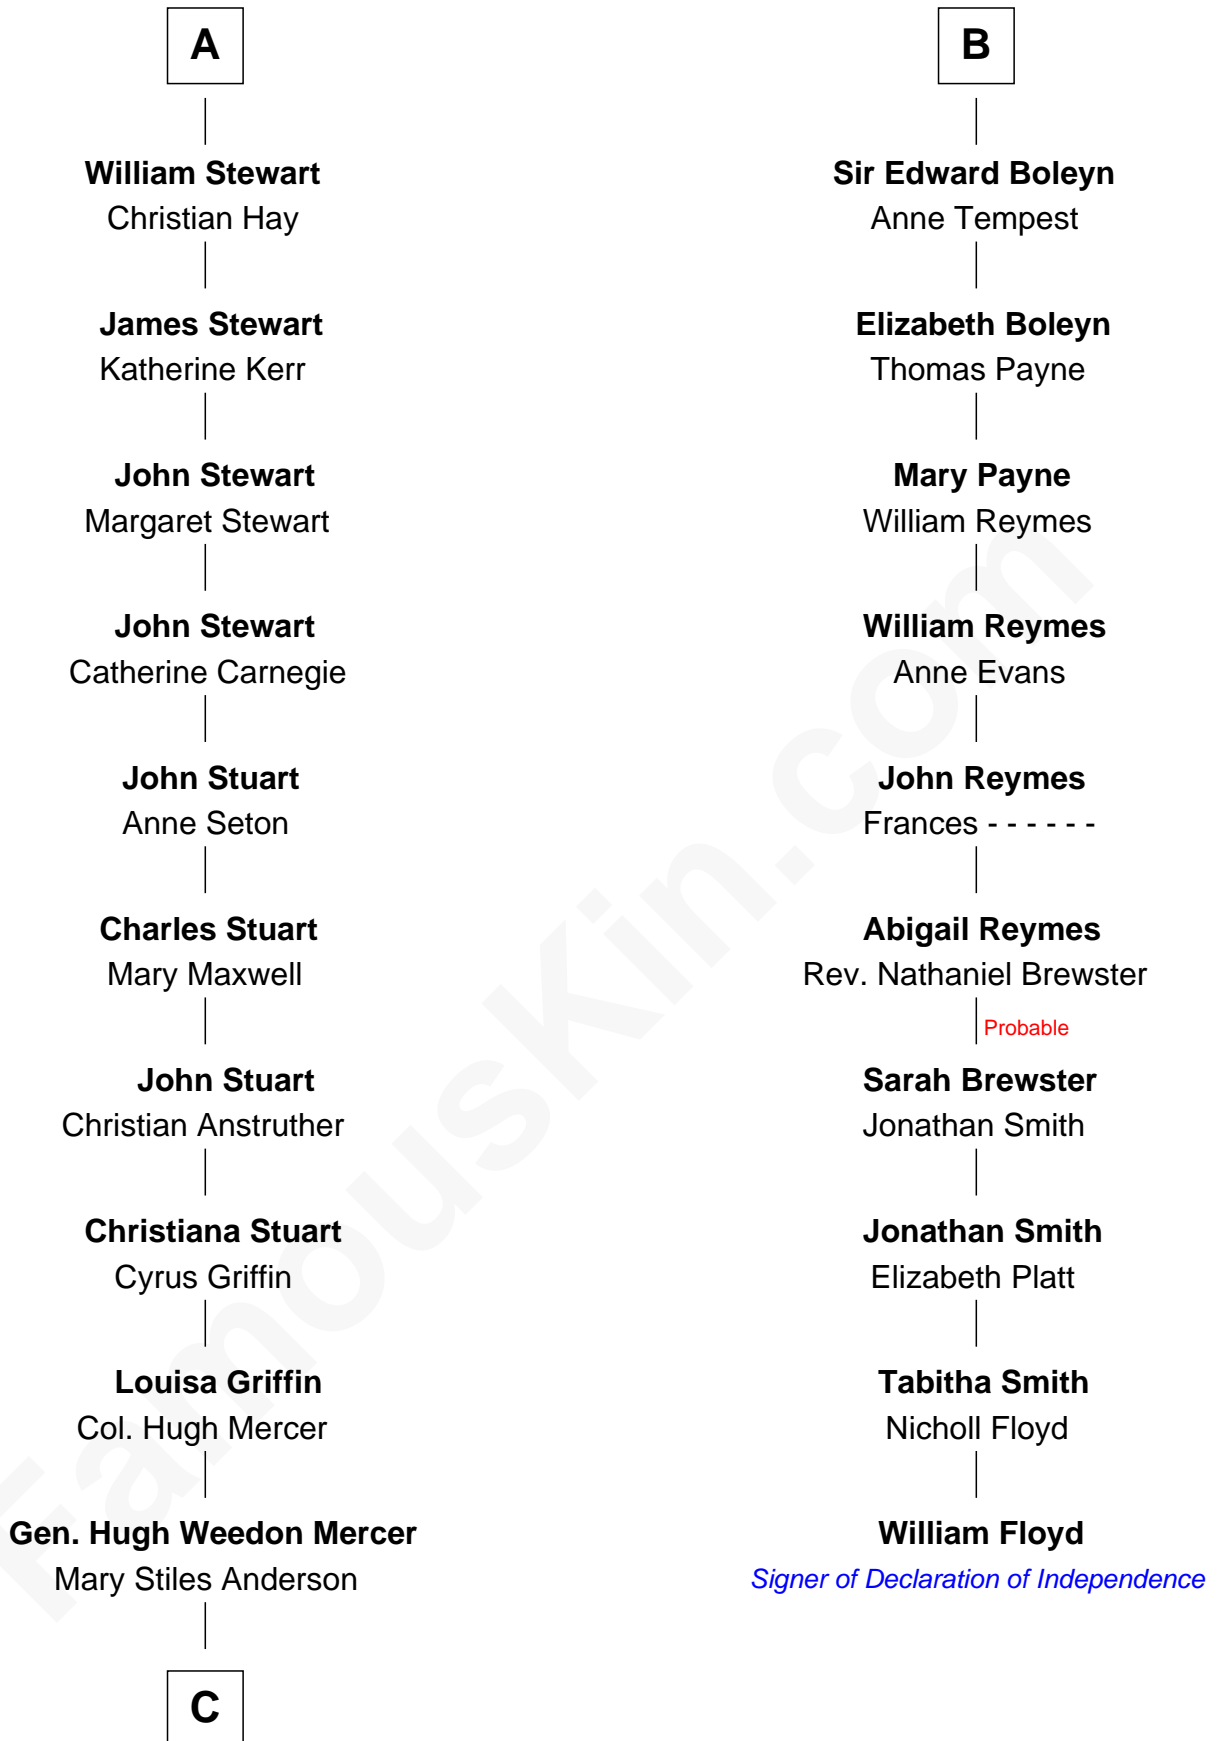 A
William Stewart
Christian Hay
James Stewart
Katherine Kerr
John Stewart
Margaret Stewart
John Stewart
Catherine Carnegie
John Stuart
Anne Seton
Charles Stuart
Mary Maxwell
John Stuart
Christian Anstruther
Christiana Stuart
Cyrus Griffin
Louisa Griffin
Col. Hugh Mercer
Gen. Hugh Weedon Mercer
Mary Stiles Anderson
C
B
Sir Edward Boleyn
Anne Tempest
Elizabeth Boleyn
Thomas Payne
Mary Payne
William Reymes
William Reymes
Anne Evans
John Reymes
Frances - - - - - -
Abigail Reymes
Rev. Nathaniel Brewster
Probable
Sarah Brewster
Jonathan Smith
Jonathan Smith
Elizabeth Platt
Tabitha Smith
Nicholl Floyd
William Floyd
Signer of Declaration of Independence
FamousKin.com